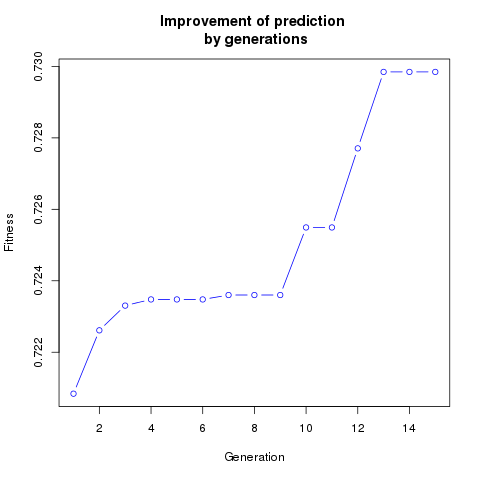 Improvement of prediction
by generations
Fitness
0.730
0.728
0.726
0.724
0.722
2 4 6 8 10 12 14
Generation